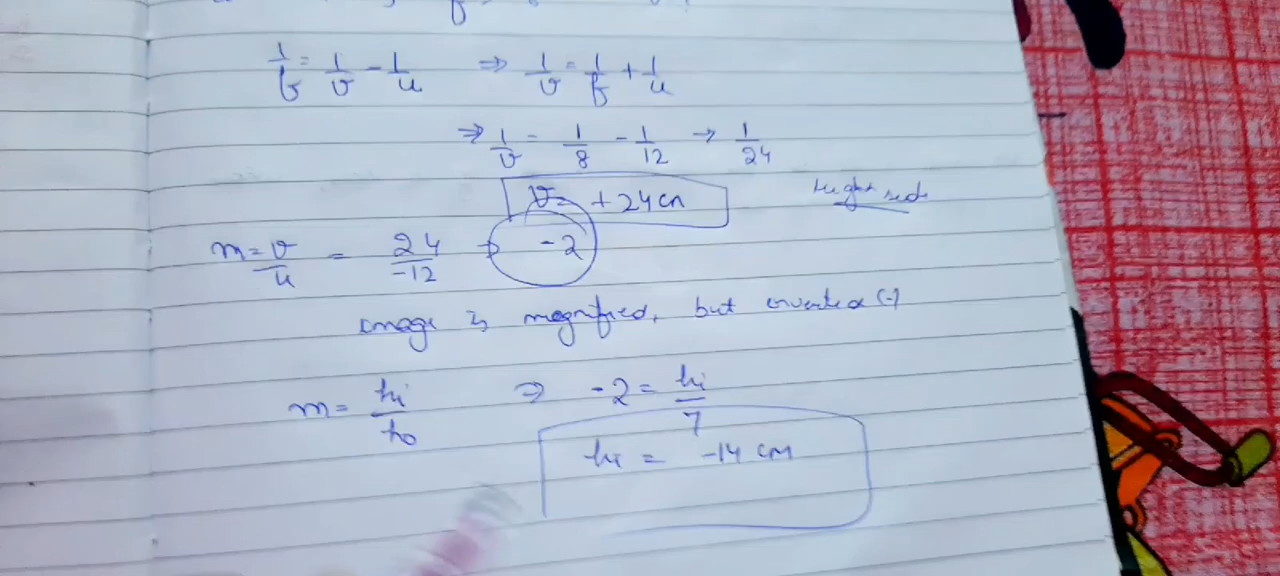 1/f = 1/v - 1/u ⇒ 1/v = 1/f + 1/u
⇒ 1/v = 1/8 - 1/12 → 1/24
v = +24 cm
m = v/u = 24/-12 ⇒ -2
image is magnified, but inverted (-)
m = hi/ho ⇒ -2 = hi/7
hi = -14 cm